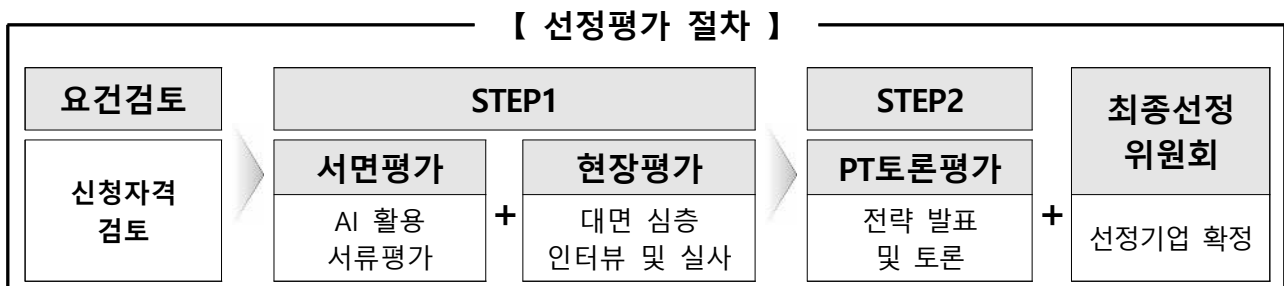 【 선정평가 절차 】
요건검토
신청자격
검토
STEP1
서면평가
AI 활용
서류평가
+
현장평가
대면 심층
인터뷰 및 실사
STEP2
PT토론평가
전략 발표
및 토론
+
최종선정
위원회
선정기업 확정